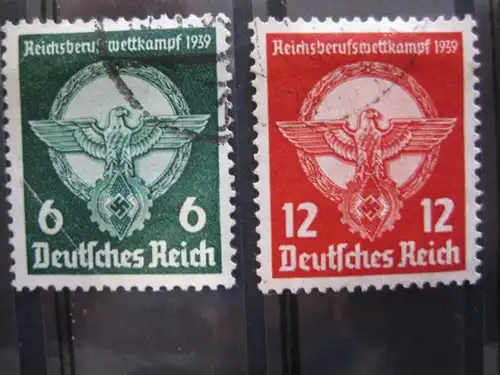 Reichsberufswettkampf 1939
6 6
Deutsches Reich
Reichsberufswettkampf 1939
12 12
Deutsches Reich